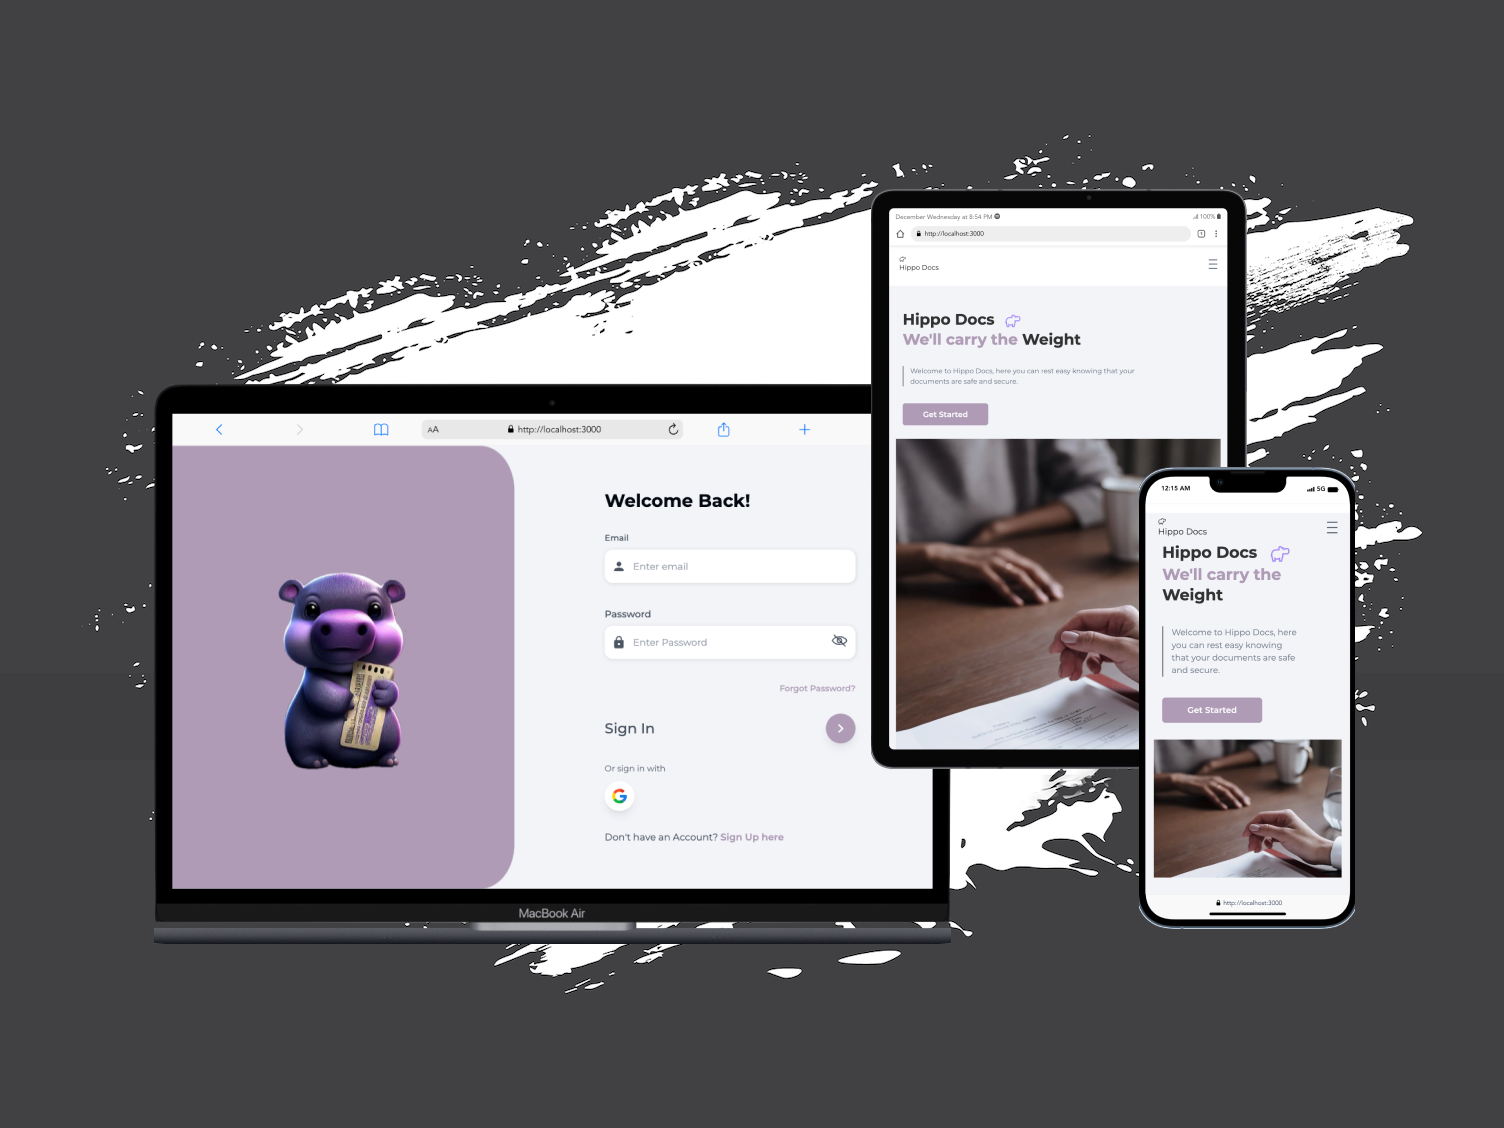 http://localhost:3000
Welcome Back!
Email
Enter email
Password
Enter Password
Forgot Password?
Sign In
Or sign in with
Don't have an Account? Sign Up here
MacBook Air
December Wednesday at 8:54 PM
100%
http://localhost:3000
Hippo Docs
Hippo Docs
We'll carry the Weight
Welcome to Hippo Docs, here you can rest easy knowing that your
documents are safe and secure.
Get Started
12:15 AM
5G
Hippo Docs
Hippo Docs
We'll carry the
Weight
Welcome to Hippo Docs, here
you can rest easy knowing
that your documents are safe
and secure.
Get Started
http://localhost:3000